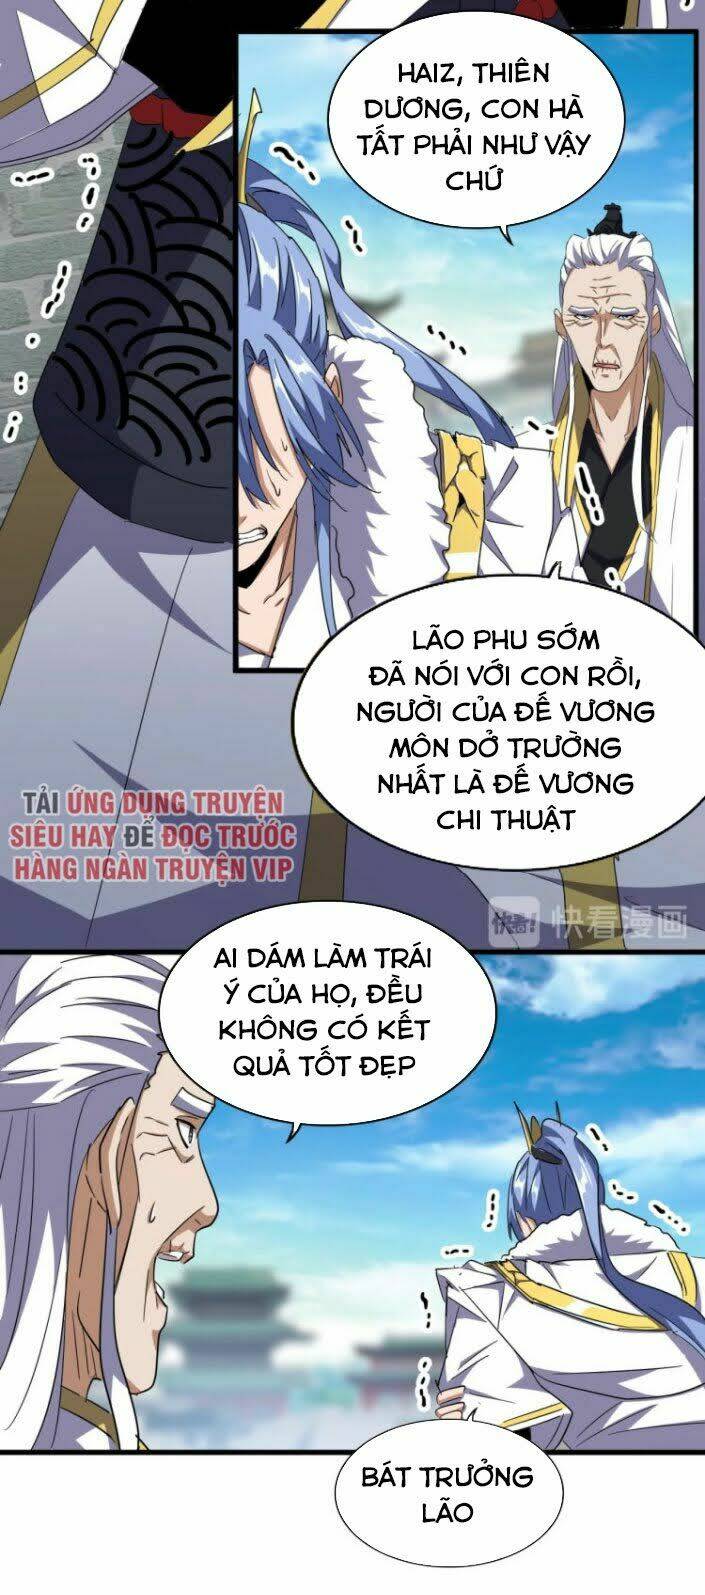 HAIZ, THIÊN
DƯƠNG, CON HÀ
TẤT PHẢI NHƯ VẬY
CHỨ
LÃO PHU SỚM
ĐÃ NÓI VỚI CON RỒI,
NGƯỜI CỦA ĐẾ VƯƠNG
MÔN DỞ TRƯỜNG
NHẤT LÀ ĐẾ VƯƠNG
CHI THUẬT
TẢI ỨNG DỤNG TRUYỆN
SIÊU HAY ĐỂ ĐỌC TRƯỚC
HÀNG NGÀN TRUYỆN VIP
快看! 快看漫画
AI DÁM LÀM TRÁI
Ý CỦA HỌ, ĐỀU
KHÔNG CÓ KẾT
QUẢ TỐT ĐẸP
BÁT TRƯỞNG
LÃO